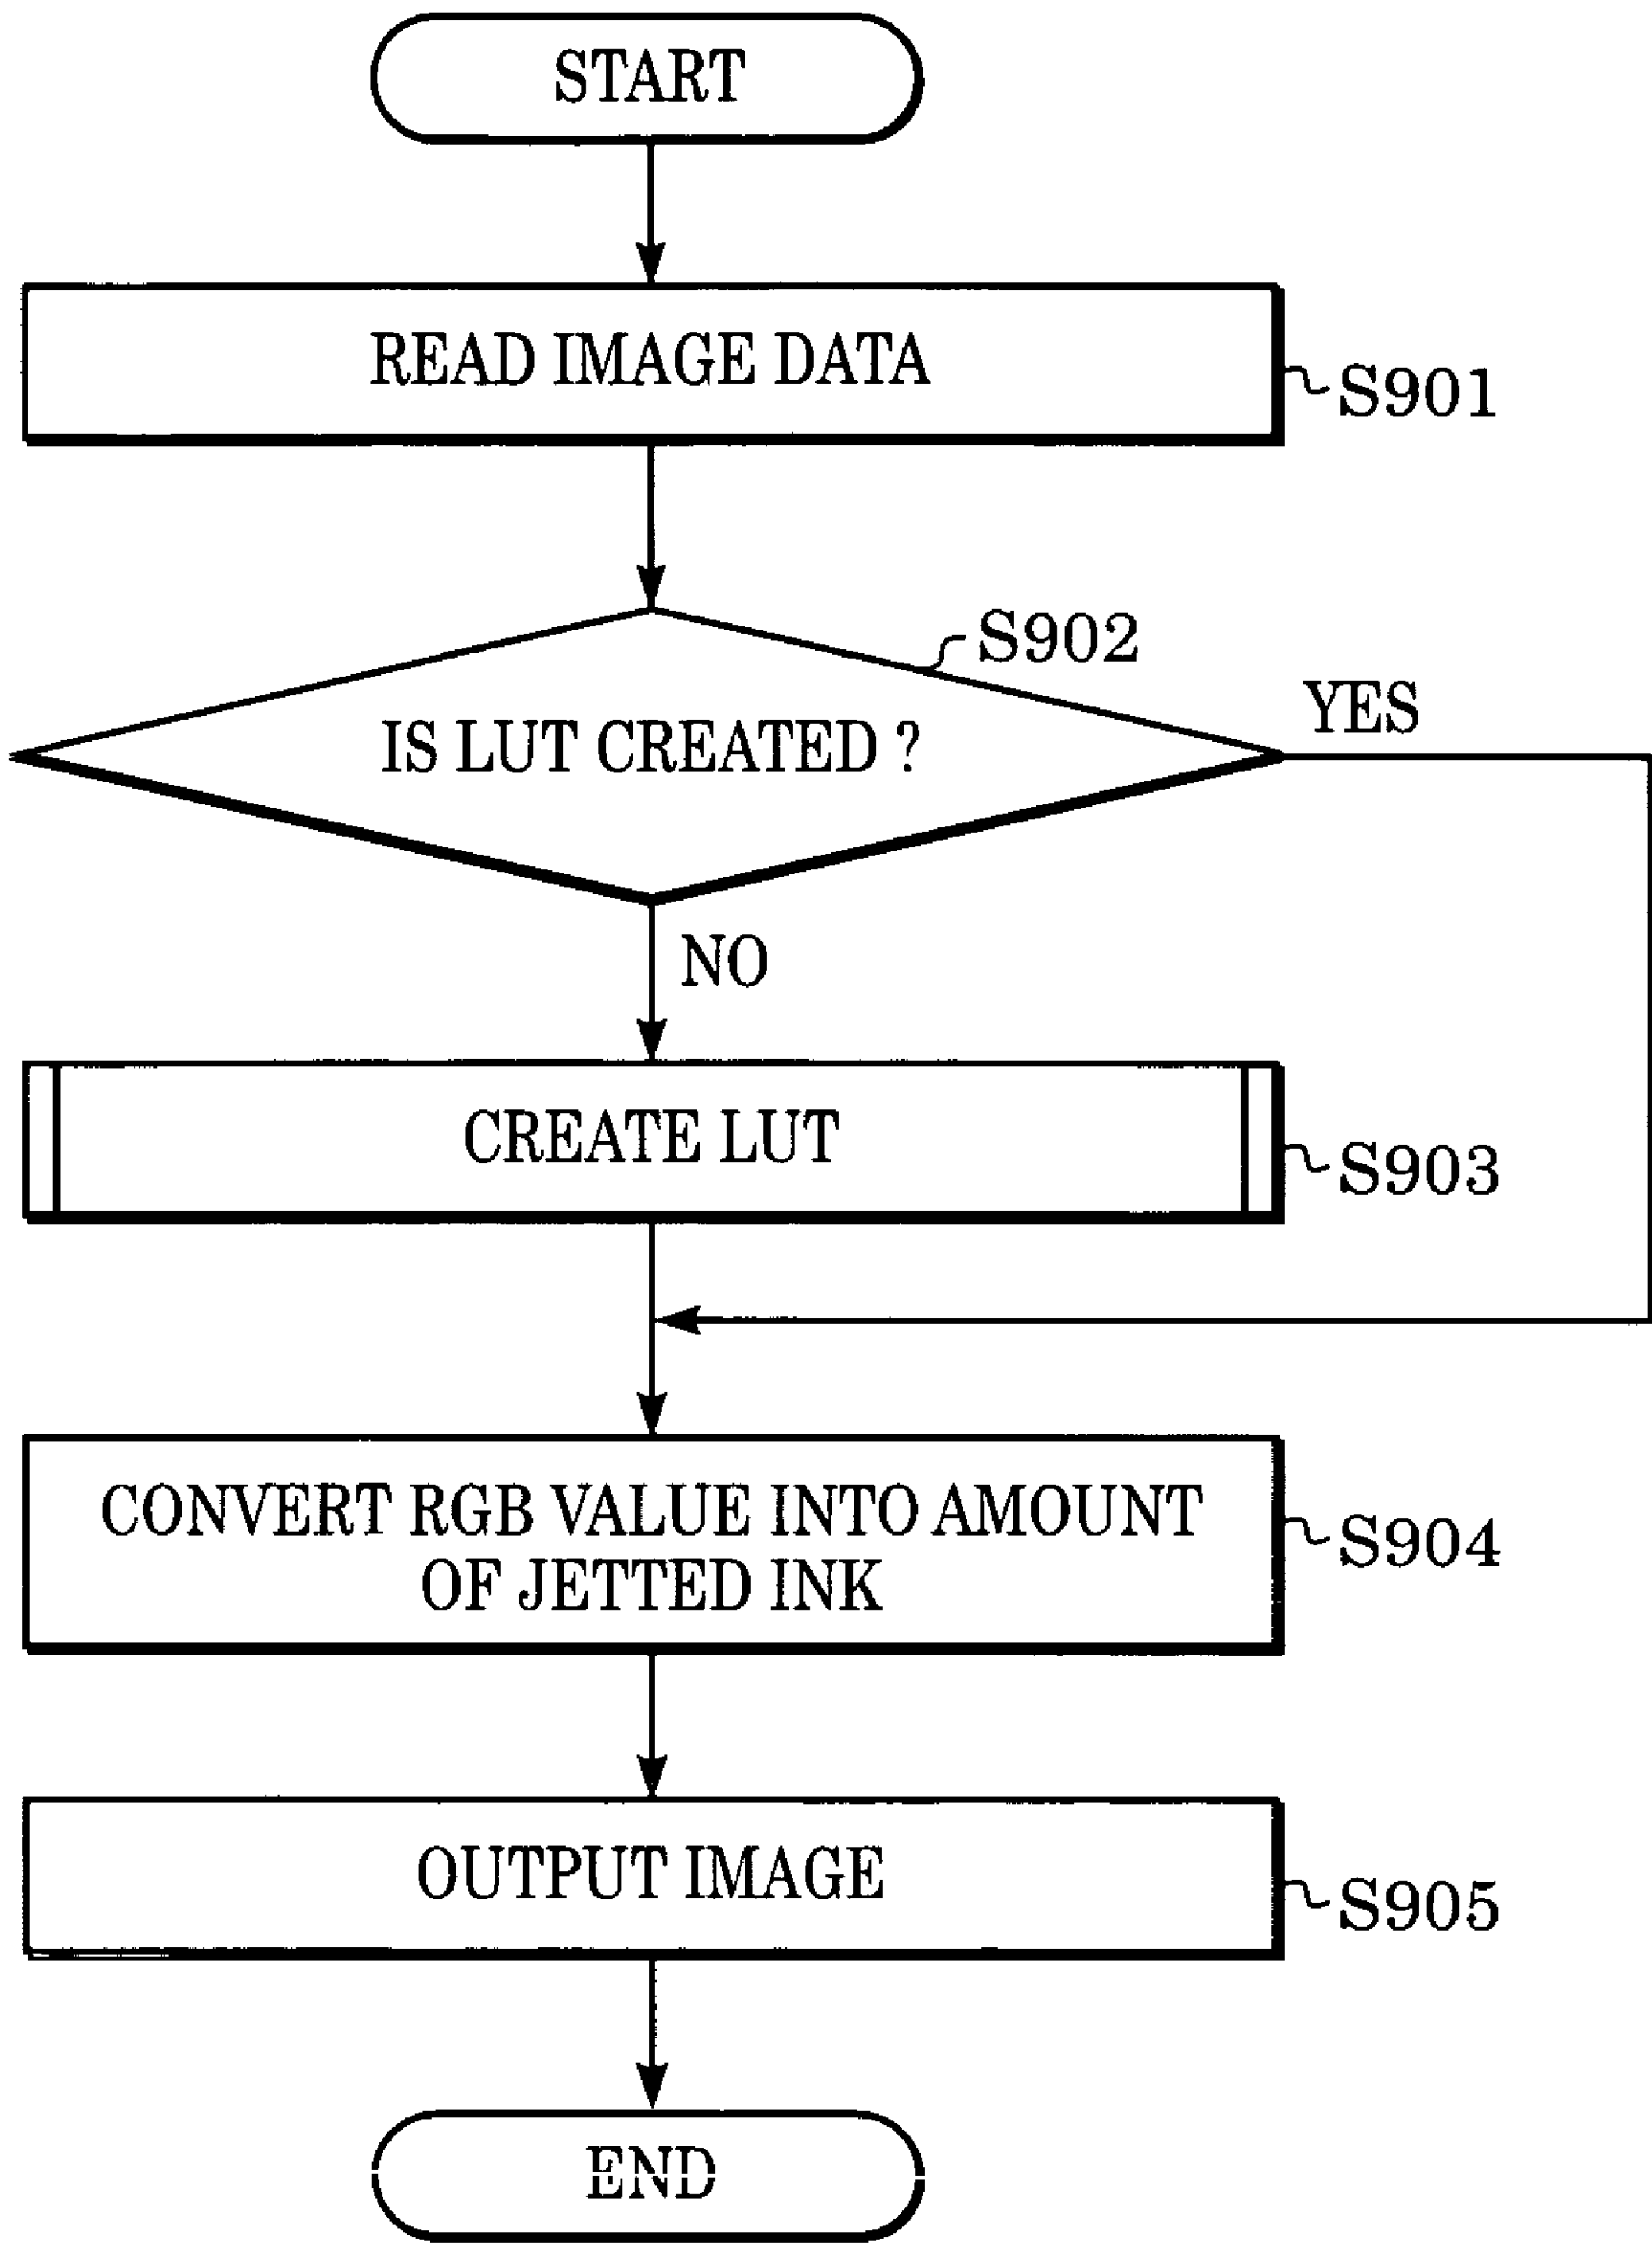 START
READ IMAGE DATA
S901
S902
IS LUT CREATED ?
YES
NO
CREATE LUT
S903
CONVERT RGB VALUE INTO AMOUNT
OF JETTED INK
S904
OUTPUT IMAGE
S905
END